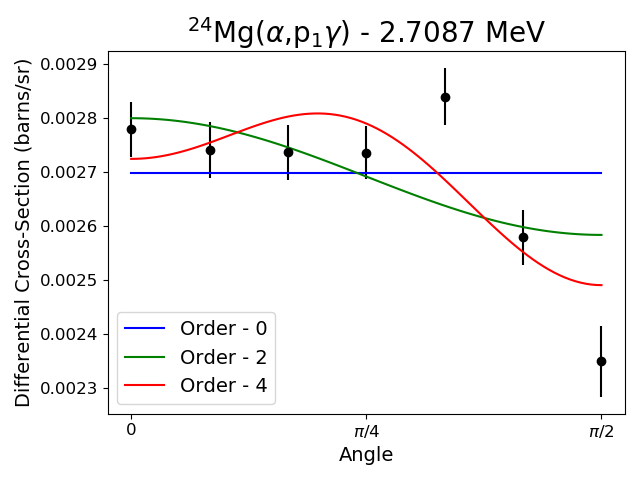 ²⁴Mg(α,p₁γ) - 2.7087 MeV
Differential Cross-Section (barns/sr)
0.0029
0.0028
0.0027
0.0026
0.0025
0.0024
0.0023
Order - 0
Order - 2
Order - 4
0
π/4
π/2
Angle